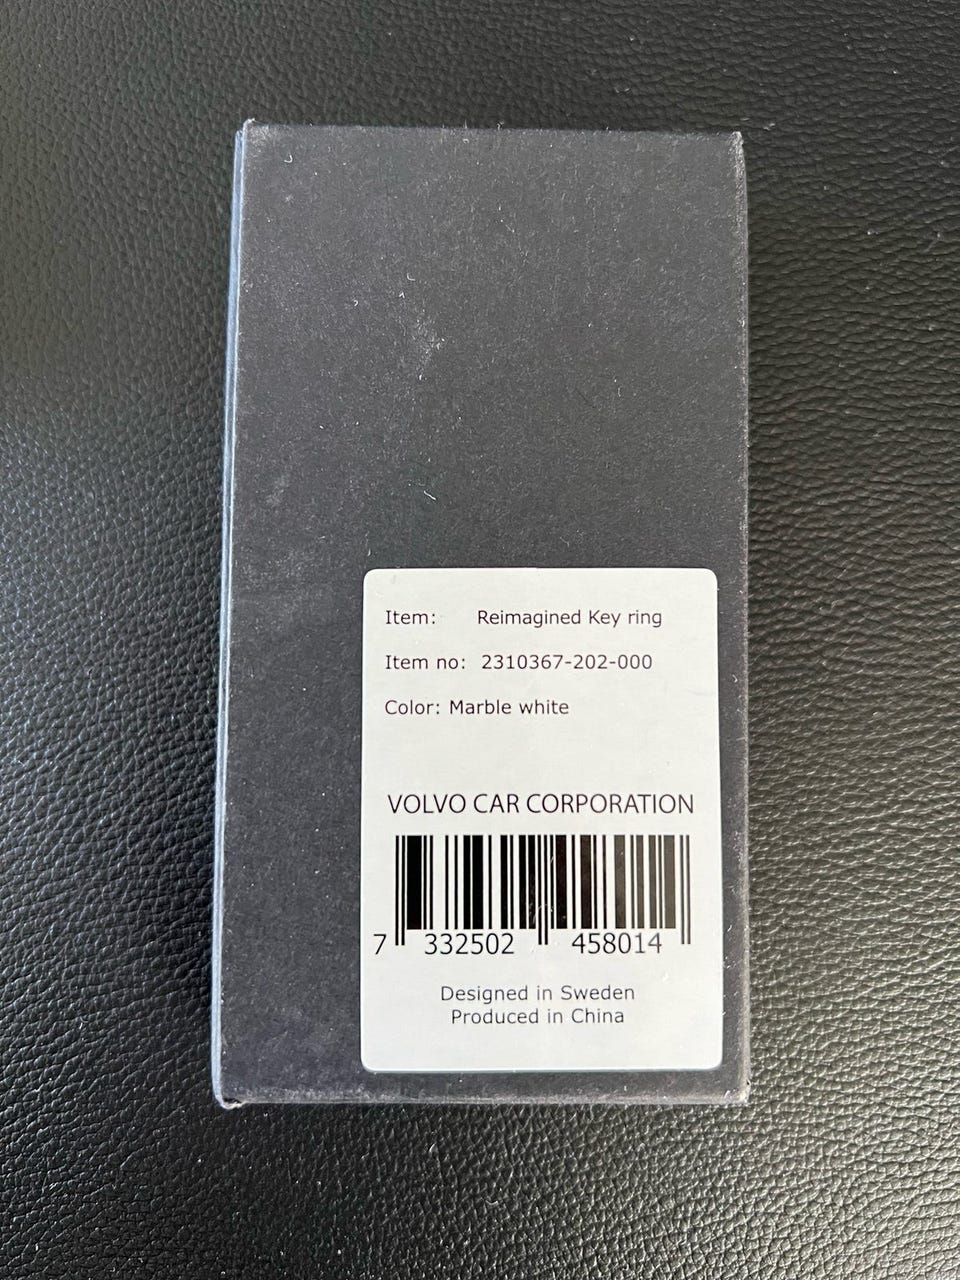 Item: Reimagined Key ring
Item no: 2310367-202-000
Color: Marble white
VOLVO CAR CORPORATION
7 332502 458014
Designed in Sweden
Produced in China